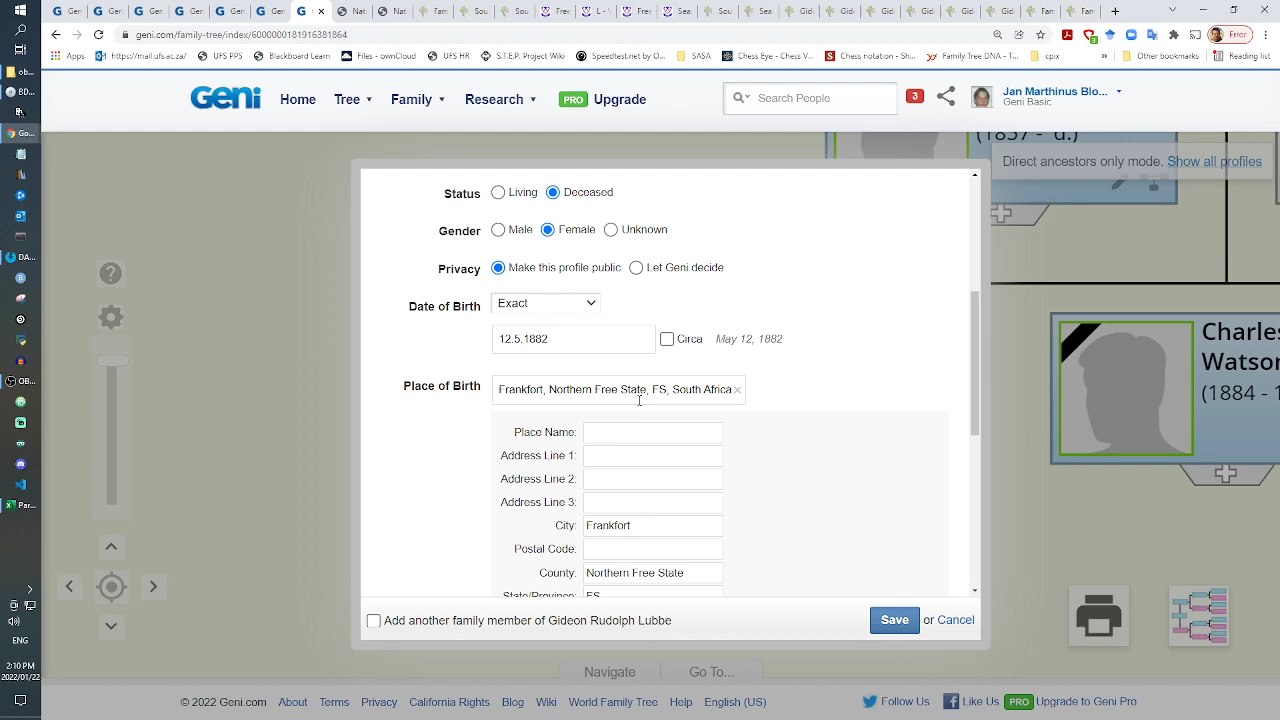 geni.com/family-tree/index/6000000181916381864
Error
Apps
https://mail.ufs.ac.za/
UFS PPS
Blackboard Learn
Files - ownCloud
UFS HR
S.T.E.P. Project Wiki
Speedtest.net by O...
SASA
Chess Eye - Chess V...
Chess notation - Sh...
Family Tree DNA - T...
cpix
»
Other bookmarks
Reading list
Geni
Home
Tree
Family
Research
PRO Upgrade
Search People
3
Jan Marthinus Blo...
Geni Basic
(1857 - d.)
Direct ancestors only mode. Show all profiles
Status
Living
Deceased
Gender
Male
Female
Unknown
Privacy
Make this profile public
Let Geni decide
Date of Birth
Exact
12.5.1882
Circa
May 12, 1882
Place of Birth
Frankfort, Northern Free State, FS, South Africa
Place Name:
Address Line 1:
Address Line 2:
Address Line 3:
City: Frankfort
Postal Code:
County: Northern Free State
State/Province: FS
Charles
Watson
(1884 - 1
Add another family member of Gideon Rudolph Lubbe
Save or Cancel
Navigate
Go To...
© 2022 Geni.com
About
Terms
Privacy
California Rights
Blog
Wiki
World Family Tree
Help
English (US)
Follow Us
Like Us
PRO Upgrade to Geni Pro
ENG
2:10 PM